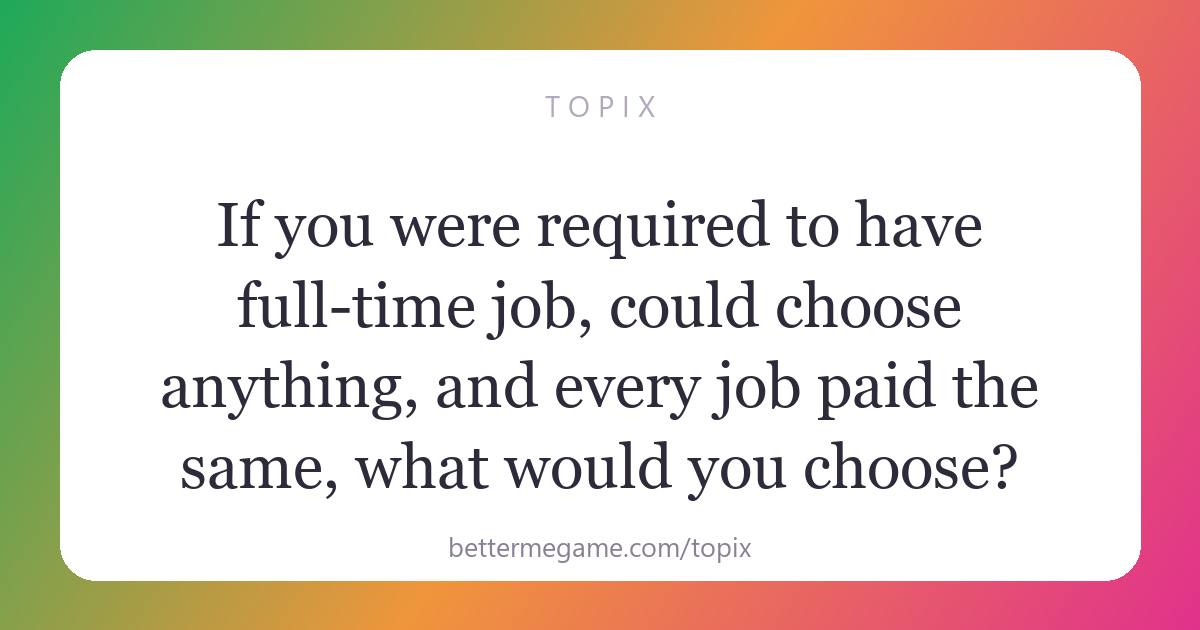 TOPIX
If you were required to have
full-time job, could choose
anything, and every job paid the
same, what would you choose?
bettermegame.com/topix